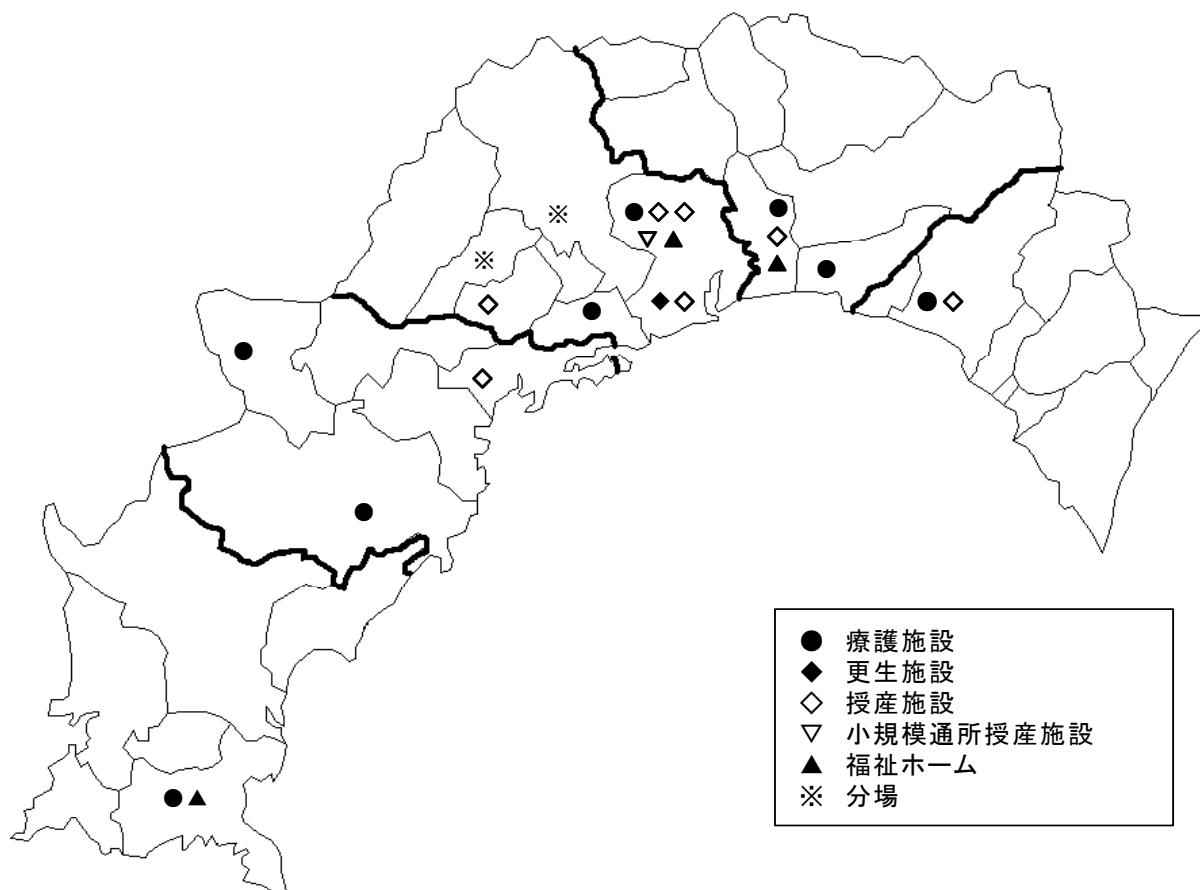 ● 療護施設
◆ 更生施設
◇ 授産施設
▽ 小規模通所授産施設
▲ 福祉ホーム
※ 分場